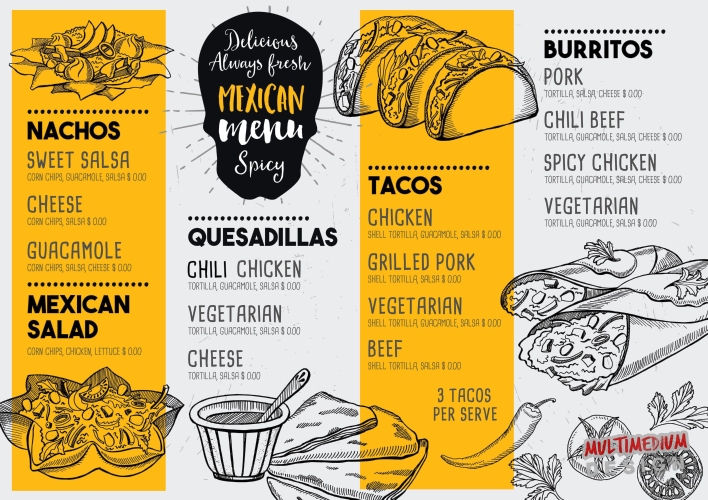 Delicious
Always fresh
MEXICAN
menu
Spicy
NACHOS
SWEET SALSA
CORN CHIPS, GUACAMOLE, SALSA $ 0.00
CHEESE
CORN CHIPS, SALSA $ 0.00
GUACAMOLE
CORN CHIPS, SALSA, CHEESE $ 0.00
MEXICAN
SALAD
CORN CHIPS, CHICKEN, LETTUCE $ 0.00
QUESADILLAS
CHILI CHICKEN
TORTILLA, GUACAMOLE, SALSA $ 0.00
VEGETARIAN
TORTILLA, GUACAMOLE, SALSA $ 0.00
CHEESE
TORTILLA, SALSA $ 0.00
TACOS
CHICKEN
SHELL TORTILLA, GUACAMOLE, SALSA $ 0.00
GRILLED PORK
SHELL TORTILLA, SALSA $ 0.00
VEGETARIAN
SHELL TORTILLA, GUACAMOLE, SALSA $ 0.00
BEEF
SHELL TORTILLA, SALSA $ 0.00
3 TACOS
PER SERVE
BURRITOS
PORK
TORTILLA, SALSA, CHEESE $ 0.00
CHILI BEEF
TORTILLA, GUACAMOLE, SALSA, CHEESE $ 0.00
SPICY CHICKEN
TORTILLA, GUACAMOLE, SALSA, CHEESE $ 0.00
VEGETARIAN
TORTILLA, GUACAMOLE, SALSA $ 0.00
MULTIMEDIUM
DESIGN